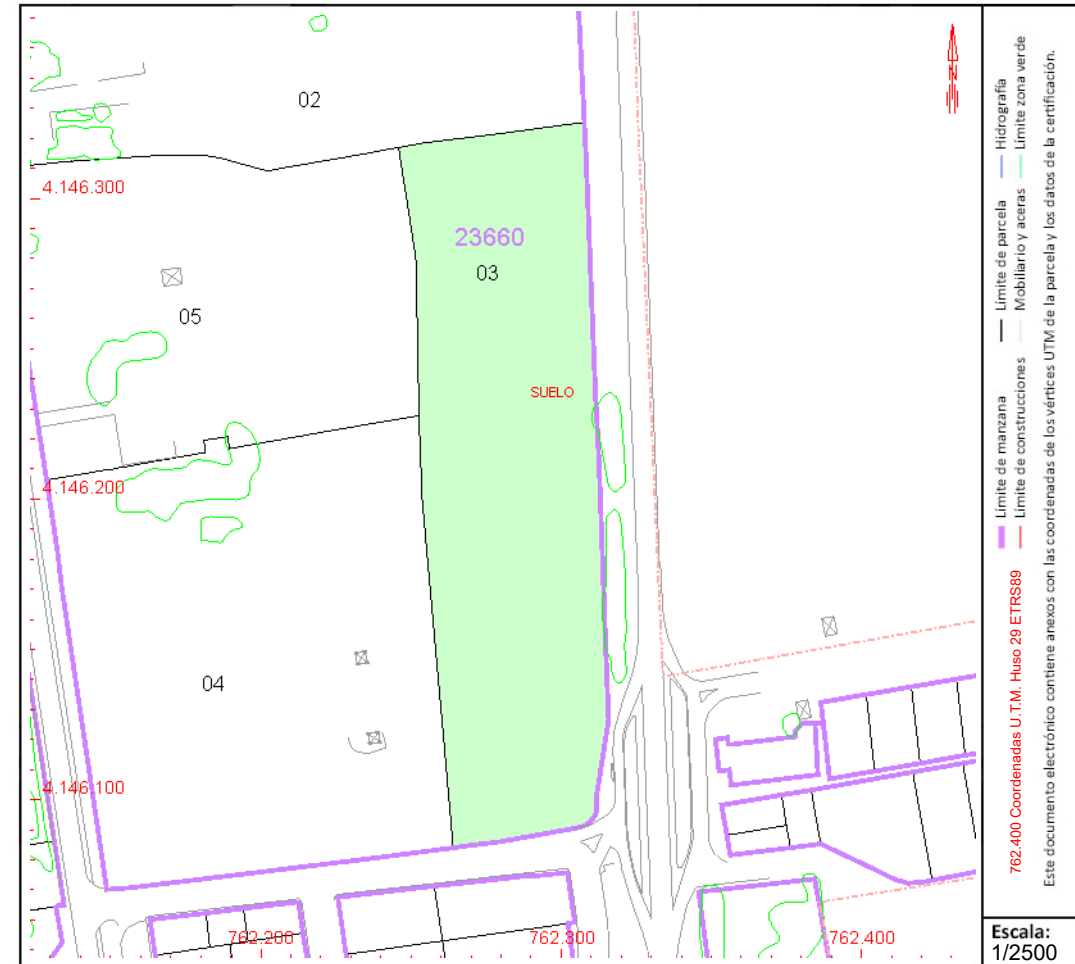 02
4.146.300
23660
03
05
SUELO
4.146.200
04
4.146.100
762.200
762.300
762.400
N
762.400 Coordenadas U.T.M. Huso 29 ETRS89
Límite de manzana
Límite de parcela
Hidrografía
Límite de construcciones
Mobiliario y aceras
Límite zona verde
Este documento electrónico contiene anexos con las coordenadas de los vértices UTM de la parcela y los datos de la certificación.
Escala:
1/2500